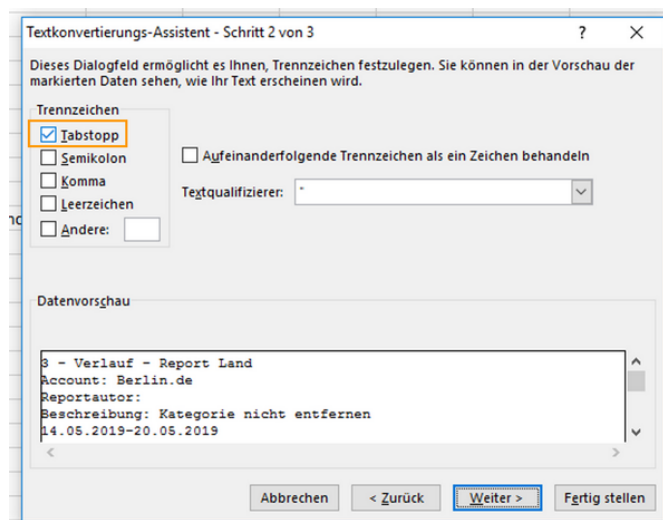 Textkonvertierungs-Assistent - Schritt 2 von 3
Dieses Dialogfeld ermöglicht es Ihnen, Trennzeichen festzulegen. Sie können in der Vorschau der
markierten Daten sehen, wie Ihr Text erscheinen wird.
Trennzeichen
Tabstopp
Semikolon
Komma
Leerzeichen
Andere:
Aufeinanderfolgende Trennzeichen als ein Zeichen behandeln
Textqualifizierer: "
Datenvorschau
3 - Verlauf - Report Land
Account: Berlin.de
Reportautor:
Beschreibung: Kategorie nicht entfernen
14.05.2019-20.05.2019
Abbrechen
< Zurück
Weiter >
Fertig stellen